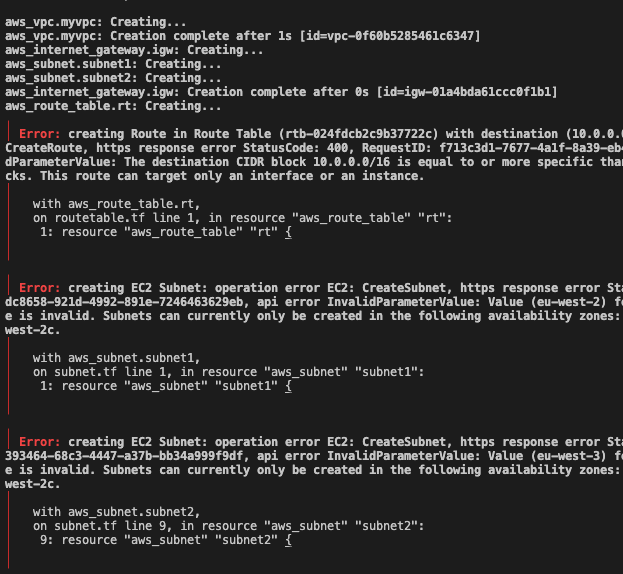 aws_vpc.myvpc: Creating...
aws_vpc.myvpc: Creation complete after 1s [id=vpc-0f60b5285461c6347]
aws_internet_gateway.igw: Creating...
aws_subnet.subnet1: Creating...
aws_subnet.subnet2: Creating...
aws_internet_gateway.igw: Creation complete after 0s [id=igw-01a4bda61ccc0f1b1]
aws_route_table.rt: Creating...
Error: creating Route in Route Table (rtb-024fdcb2c9b37722c) with destination (10.0.0.0
CreateRoute, https response error StatusCode: 400, RequestID: f713c3d1-7677-4a1f-8a39-eb4
dParameterValue: The destination CIDR block 10.0.0.0/16 is equal to or more specific than
cks. This route can target only an interface or an instance.
with aws_route_table.rt,
on routetable.tf line 1, in resource "aws_route_table" "rt":
1: resource "aws_route_table" "rt" {
Error: creating EC2 Subnet: operation error EC2: CreateSubnet, https response error Sta
dc8658-921d-4992-891e-7246463629eb, api error InvalidParameterValue: Value (eu-west-2) fo
e is invalid. Subnets can currently only be created in the following availability zones:
west-2c.
with aws_subnet.subnet1,
on subnet.tf line 1, in resource "aws_subnet" "subnet1":
1: resource "aws_subnet" "subnet1" {
Error: creating EC2 Subnet: operation error EC2: CreateSubnet, https response error Sta
393464-68c3-4447-a37b-bb34a999f9df, api error InvalidParameterValue: Value (eu-west-3) fo
e is invalid. Subnets can currently only be created in the following availability zones:
west-2c.
with aws_subnet.subnet2,
on subnet.tf line 9, in resource "aws_subnet" "subnet2":
9: resource "aws_subnet" "subnet2" {